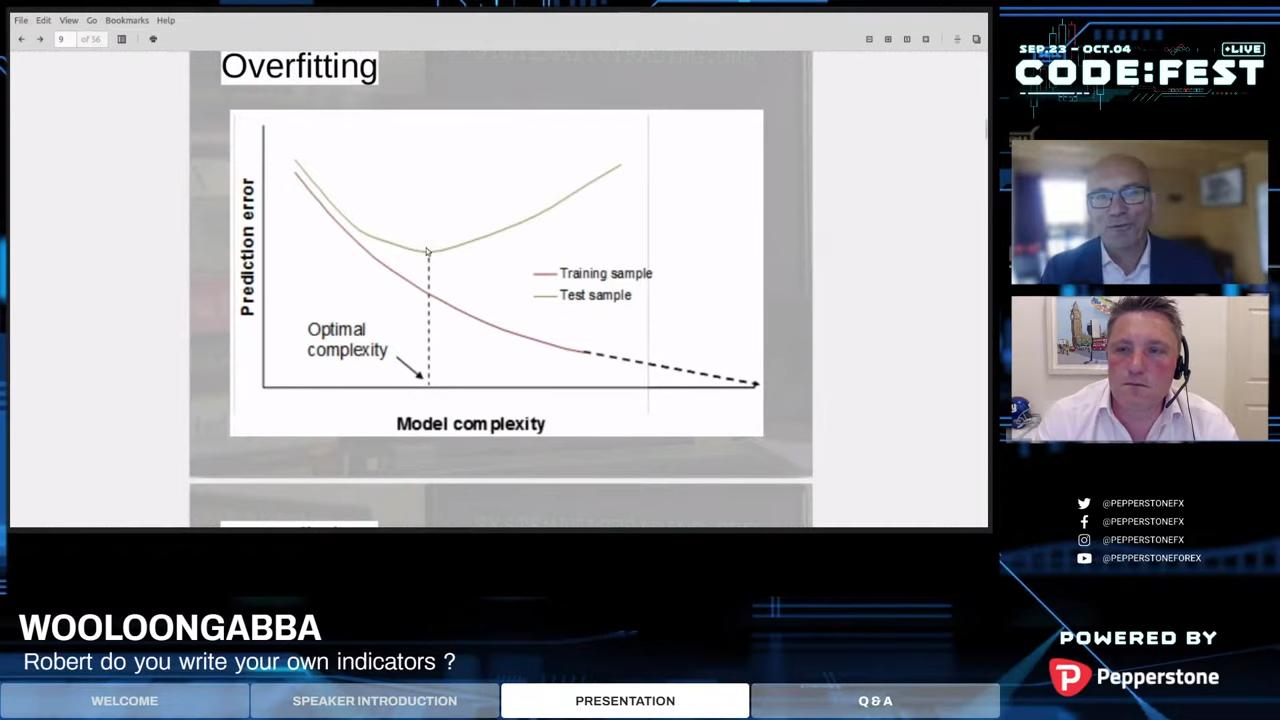 File Edit View Go Bookmarks Help
9 of 56
Overfitting
Prediction error
Training sample
Test sample
Optimal
complexity
Model complexity
SEP.23 - OCT.04
LIVE
CODE:FEST
@PEPPERSTONEFX
@PEPPERSTONEFX
@PEPPERSTONEFX
@PEPPERSTONEFOREX
WOOLOONGABBA
Robert do you write your own indicators ?
POWERED BY
Pepperstone
WELCOME
SPEAKER INTRODUCTION
PRESENTATION
Q & A